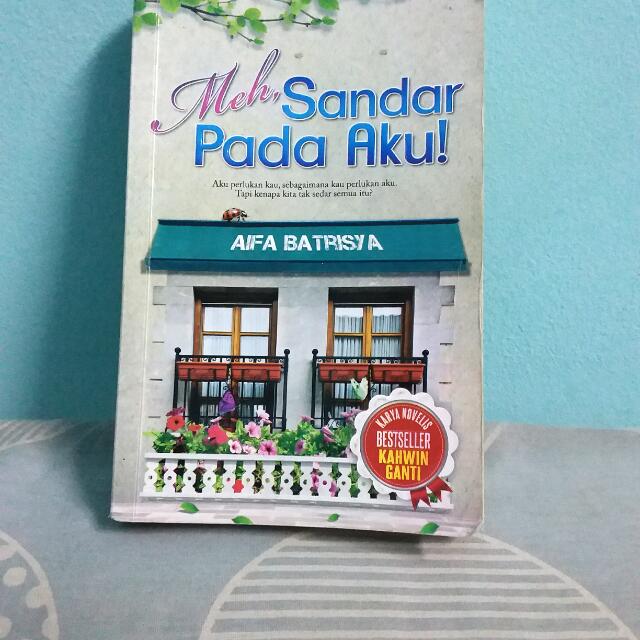 Meh, Sandar
Pada Aku!
Aku perlukan kau, sebagaimana kau perlukan aku.
Tapi kenapa kita tak sedar semua itu?
AIFA BATRISYA
KARYA NOVELIS
BESTSELLER
KAHWIN
GANTI